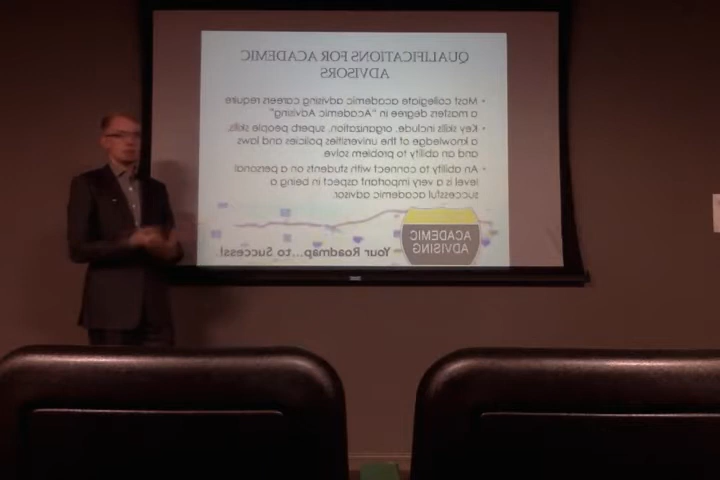 QUALIFICATIONS FOR ACADEMIC
ADVISORS
• Most collegiate academic advising careers require
a masters degree in "Academic Advising"
• Key skills include, organization, superb people skills,
a knowledge of the universities policies and laws
and an ability to problem solve.
• An ability to connect with students on a personal
level is a very important aspect in being a
successful academic advisor.
ACADEMIC
ADVISING
Your Roadmap...to Success!